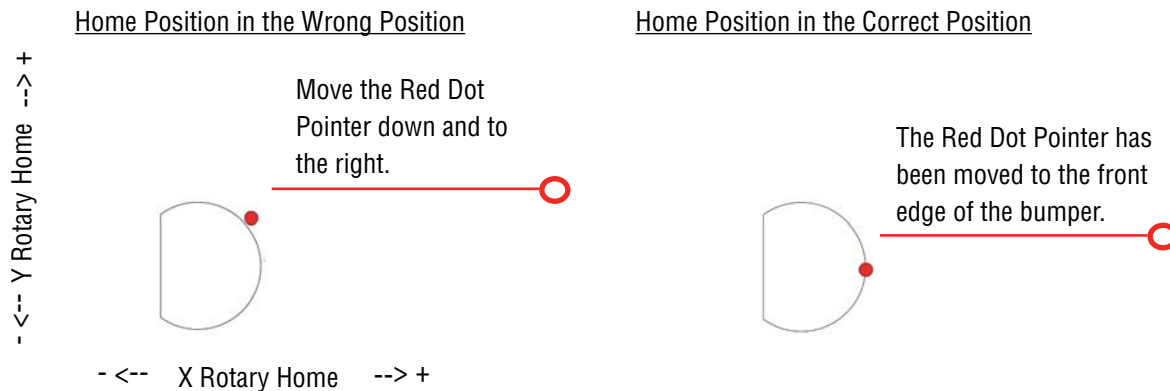 Home Position in the Wrong Position
Home Position in the Correct Position
- <-- Y Rotary Home --> +
Move the Red Dot
Pointer down and to
the right.
The Red Dot Pointer has
been moved to the front
edge of the bumper.
- <-- X Rotary Home --> +